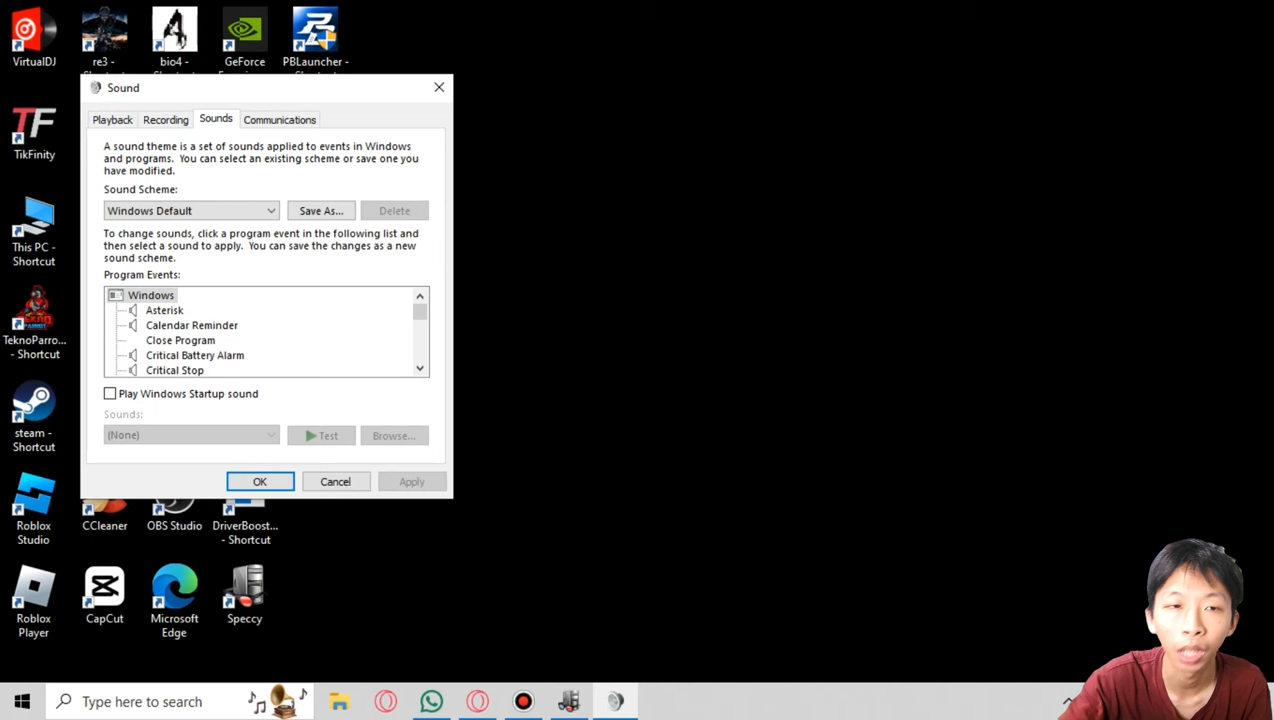 VirtualDJ
re3 -
bio4 -
GeForce
PBLauncher -
TikFinity
This PC -
Shortcut
TeknoParro...
- Shortcut
steam -
Shortcut
Roblox
Studio
CCleaner
OBS Studio
DriverBoost...
- Shortcut
Roblox
Player
CapCut
Microsoft
Edge
Speccy
Sound
Playback
Recording
Sounds
Communications
A sound theme is a set of sounds applied to events in Windows
and programs. You can select an existing scheme or save one you
have modified.
Sound Scheme:
Windows Default
Save As...
Delete
To change sounds, click a program event in the following list and
then select a sound to apply. You can save the changes as a new
sound scheme.
Program Events:
Windows
Asterisk
Calendar Reminder
Close Program
Critical Battery Alarm
Critical Stop
Play Windows Startup sound
Sounds:
(None)
Test
Browse...
OK
Cancel
Apply
Type here to search